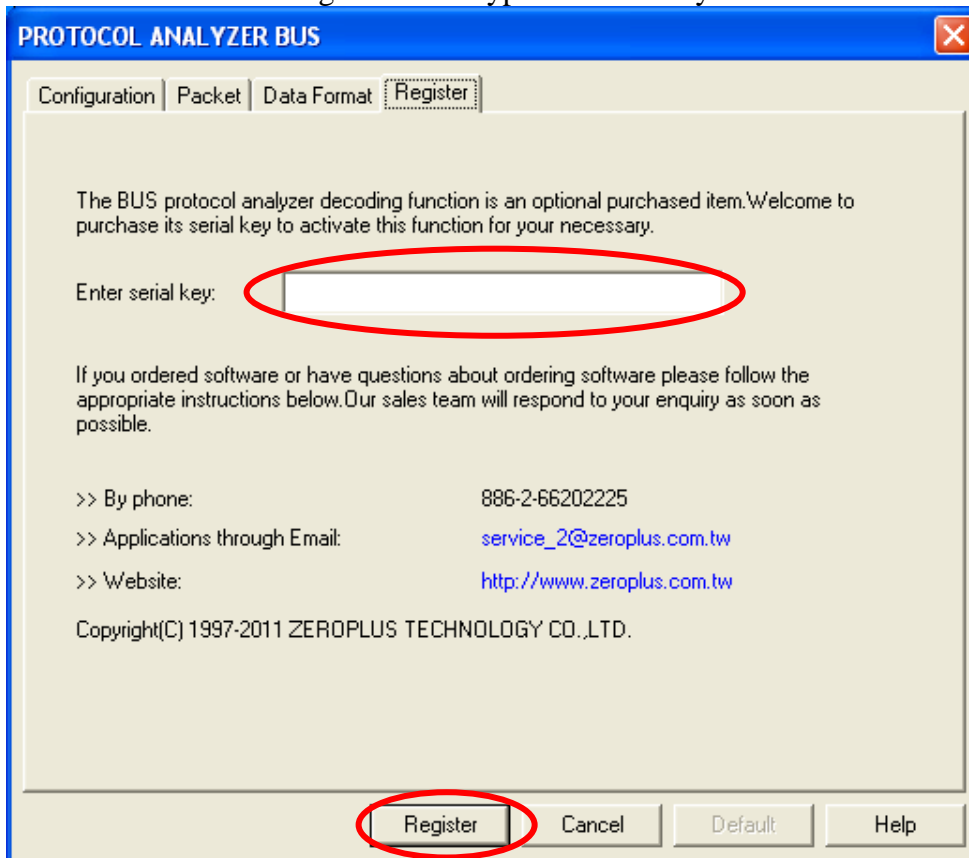 PROTOCOL ANALYZER BUS
Configuration Packet Data Format Register
The BUS protocol analyzer decoding function is an optional purchased item.Welcome to
purchase its serial key to activate this function for your necessary.
Enter serial key:
If you ordered software or have questions about ordering software please follow the
appropriate instructions below.Our sales team will respond to your enquiry as soon as
possible.
>> By phone: 886-2-66202225
>> Applications through Email: service_2@zeroplus.com.tw
>> Website: http://www.zeroplus.com.tw
Copyright(C) 1997-2011 ZEROPLUS TECHNOLOGY CO.,LTD.
Register Cancel Default Help